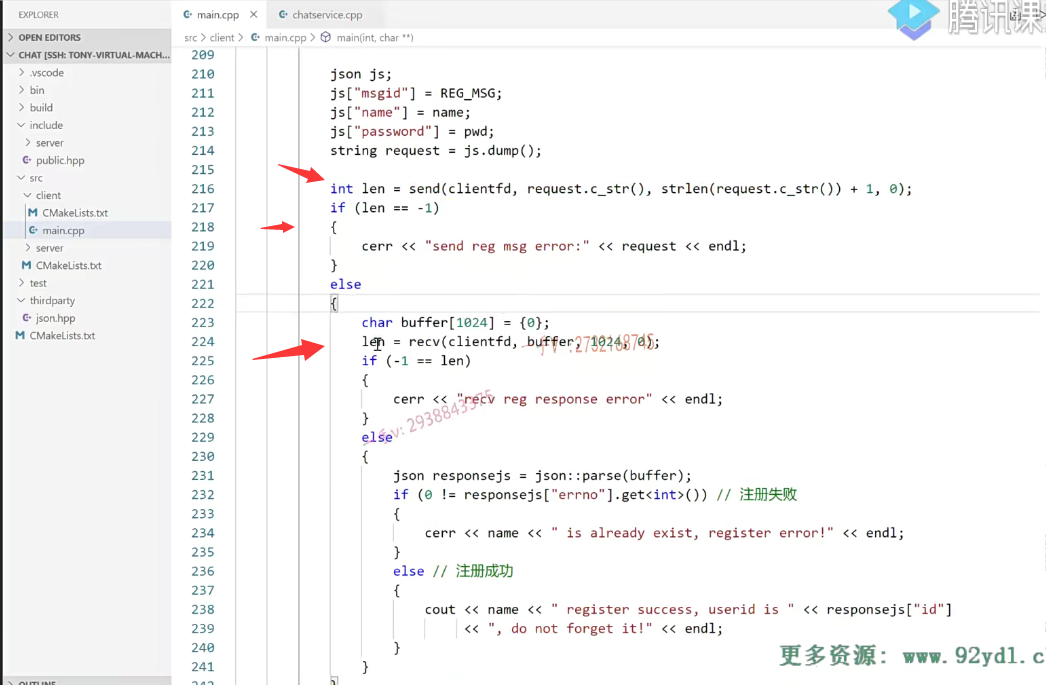 EXPLORER
OPEN EDITORS
CHAT [SSH: TONY-VIRTUAL-MACH...
.vscode
bin
build
include
server
public.hpp
src
client
CMakeLists.txt
main.cpp
server
CMakeLists.txt
test
thirdparty
json.hpp
CMakeLists.txt
OUTLINE
main.cpp
chatservice.cpp
腾讯课
src > client > main.cpp > main(int, char **)
209
210 json js;
211 js["msgid"] = REG_MSG;
212 js["name"] = name;
213 js["password"] = pwd;
214 string request = js.dump();
215
216 int len = send(clientfd, request.c_str(), strlen(request.c_str()) + 1, 0);
217 if (len == -1)
218 {
219 cerr << "send reg msg error:" << request << endl;
220 }
221 else
222 {
223 char buffer[1024] = {0};
224 len = recv(clientfd, buffer, 1024, 0);
225 if (-1 == len)
226 {
227 cerr << "recv reg response error" << endl;
228 }
229 else
230 {
231 json responsejs = json::parse(buffer);
232 if (0 != responsejs["errno"].get<int>()) // 注册失败
233 {
234 cerr << name << " is already exist, register error!" << endl;
235 }
236 else // 注册成功
237 {
238 cout << name << " register success, userid is " << responsejs["id"]
239 << ", do not forget it!" << endl;
240 }
241 }
242 }
v: 2938843375
更多资源: www.92yd1.c